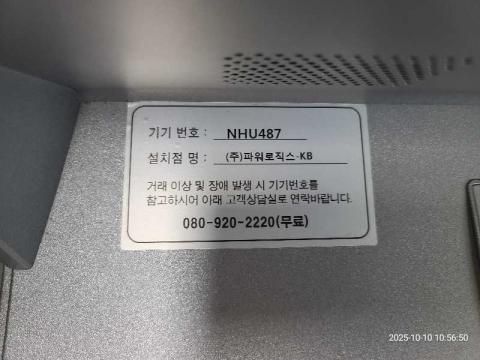 기기 번호 : NHU487
설치점 명 : (주)파워로직스-KB
거래 이상 및 장애 발생 시 기기번호를
참고하시어 아래 고객상담실로 연락바랍니다.
080-920-2220(무료)
2025-10-10 10:56:50